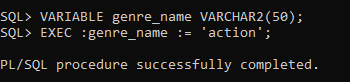 SQL> VARIABLE genre_name VARCHAR2(50);
SQL> EXEC :genre_name := 'action';
PL/SQL procedure successfully completed.